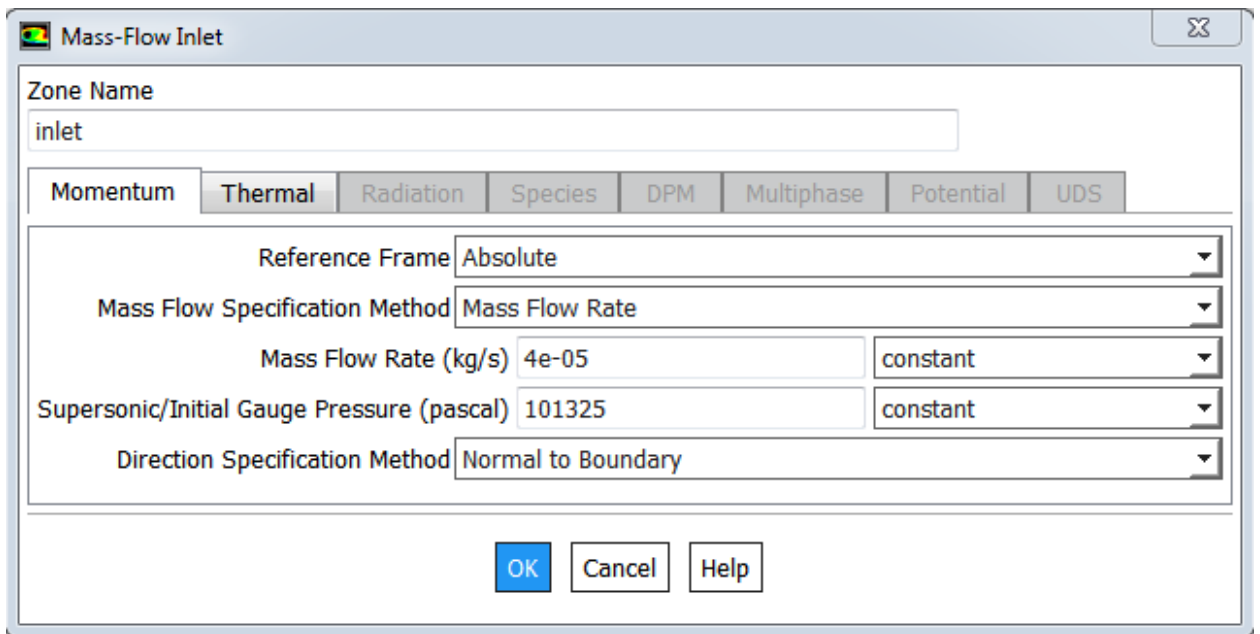 Mass-Flow Inlet
Zone Name
inlet
Momentum Thermal Radiation Species DPM Multiphase Potential UDS
Reference Frame Absolute
Mass Flow Specification Method Mass Flow Rate
Mass Flow Rate (kg/s) 4e-05 constant
Supersonic/Initial Gauge Pressure (pascal) 101325 constant
Direction Specification Method Normal to Boundary
OK Cancel Help